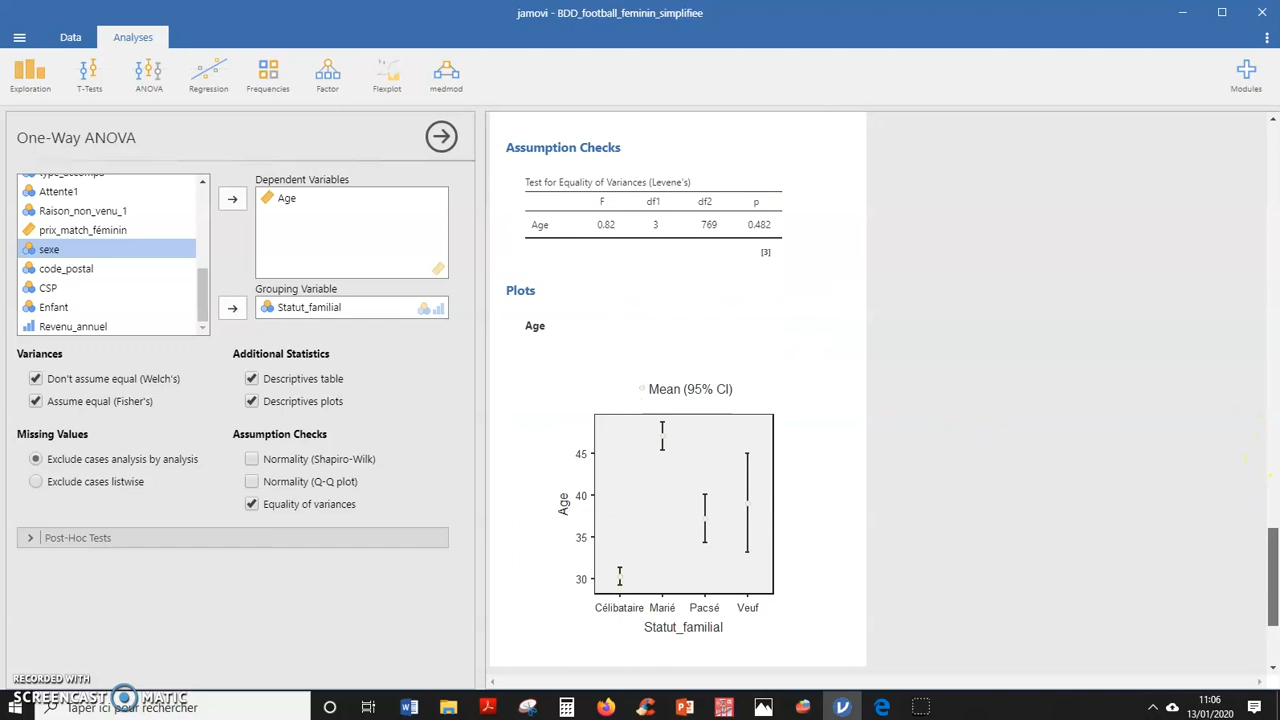 jamovi - BDD_football_feminin_simplifiee
Data
Analyses
Exploration
T-Tests
ANOVA
Regression
Frequencies
Factor
Flexplot
medmod
Modules
One-Way ANOVA
Attente1
Raison_non_venu_1
prix_match_féminin
sexe
code_postal
CSP
Enfant
Revenu_annuel
Dependent Variables
Age
Grouping Variable
Statut_familial
Variances
Don't assume equal (Welch's)
Assume equal (Fisher's)
Missing Values
Exclude cases analysis by analysis
Exclude cases listwise
Additional Statistics
Descriptives table
Descriptives plots
Assumption Checks
Normality (Shapiro-Wilk)
Normality (Q-Q plot)
Equality of variances
Post-Hoc Tests
Assumption Checks
Test for Equality of Variances (Levene's)
F df1 df2 p
Age 0.82 3 769 0.482
[3]
Plots
Age
Mean (95% CI)
45
40
35
30
Age
Célibataire Marié Pacsé Veuf
Statut_familial
RECORDED WITH
SCREENCAST MATIC
Taper ici pour rechercher
11:06
13/01/2020